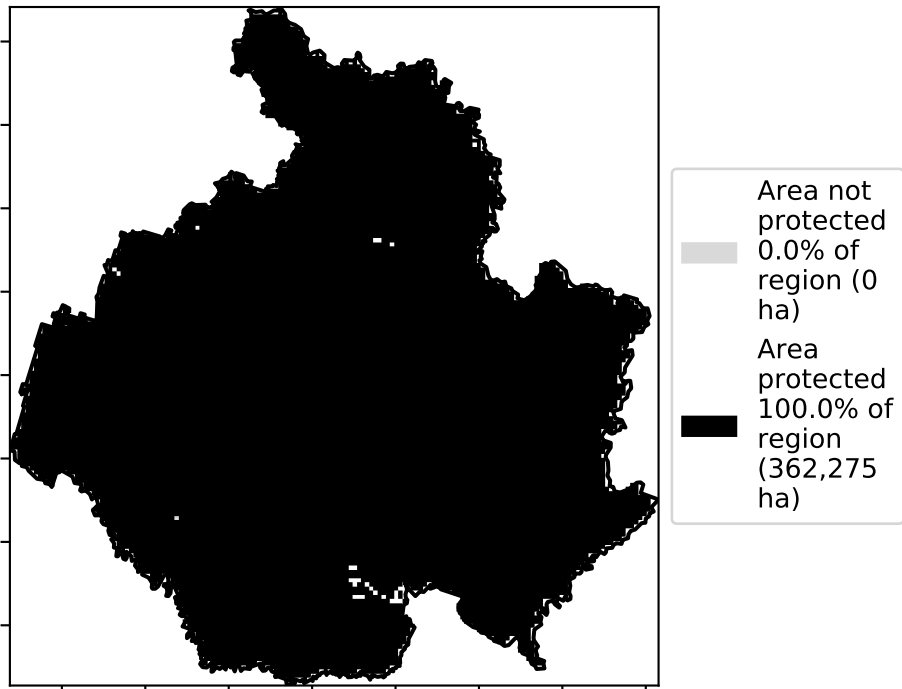 Area not
protected
0.0% of
region (0
ha)
Area
protected
100.0% of
region
(362,275
ha)